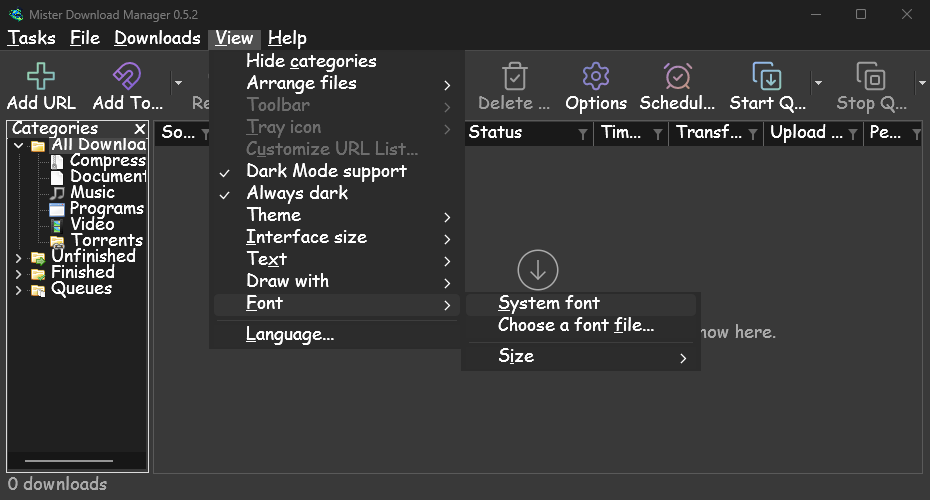 Mister Download Manager 0.5.2
Tasks File Downloads View Help
Add URL Add To... Re Delete ... Options Schedul... Start Q... Stop Q...
Categories X
So... Status Tim... Transf... Upload ... Pe...
All Downloa
Compress
Document
Music
Programs
Video
Torrents
Unfinished
Finished
Queues
Hide categories
Arrange files
Toolbar
Tray icon
Customize URL List...
Dark Mode support
Always dark
Theme
Interface size
Text
Draw with
Font
Language...
System font
Choose a font file...
Size
now here.
0 downloads